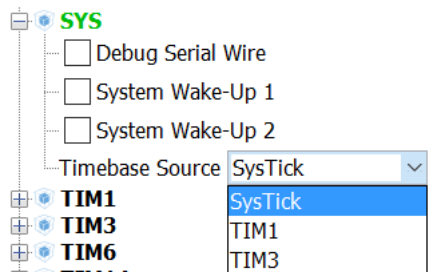 SYS
Debug Serial Wire
System Wake-Up 1
System Wake-Up 2
Timebase Source SysTick
TIM1 SysTick
TIM3 TIM1
TIM6 TIM3